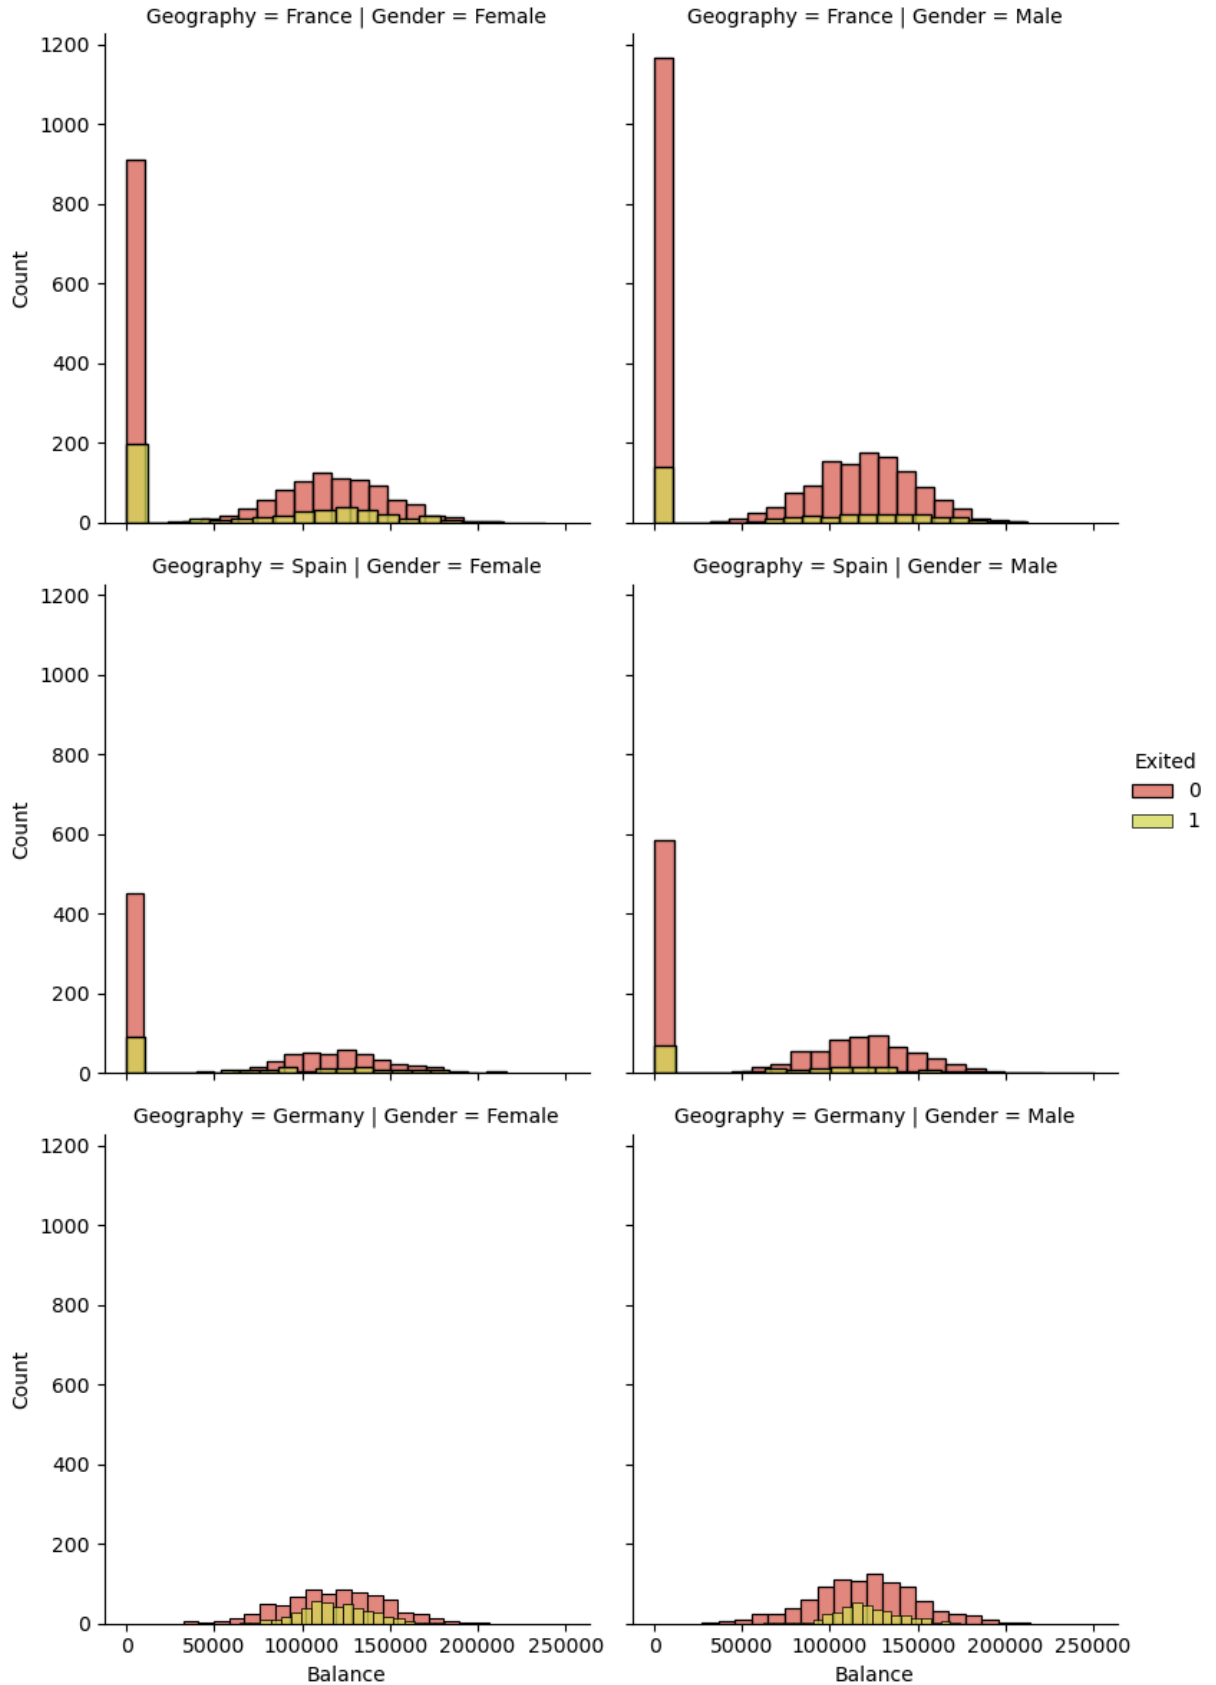 Geography = France | Gender = Female
Geography = France | Gender = Male
1200
1000
800
600
400
200
0
Count
Geography = Spain | Gender = Female
Geography = Spain | Gender = Male
1200
1000
800
600
400
200
0
Count
Exited
0
1
Geography = Germany | Gender = Female
Geography = Germany | Gender = Male
1200
1000
800
600
400
200
0
Count
0 50000 100000 150000 200000 250000
Balance
0 50000 100000 150000 200000 250000
Balance